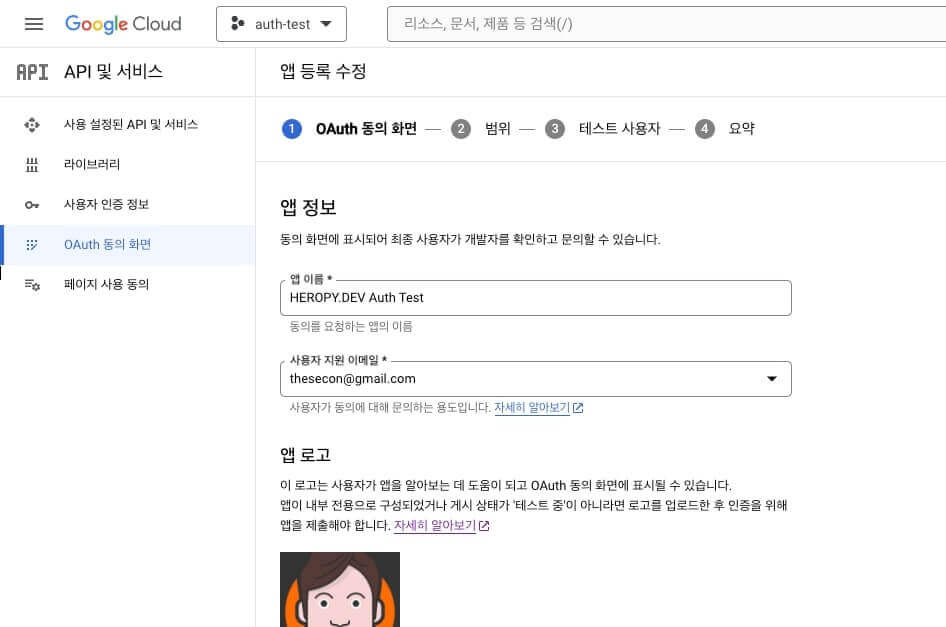 Google Cloud
auth-test
리소스, 문서, 제품 등 검색(/)
API API 및 서비스
앱 등록 수정
사용 설정된 API 및 서비스
라이브러리
사용자 인증 정보
OAuth 동의 화면
페이지 사용 동의
1 OAuth 동의 화면 — 2 범위 — 3 테스트 사용자 — 4 요약
앱 정보
동의 화면에 표시되어 최종 사용자가 개발자를 확인하고 문의할 수 있습니다.
앱 이름 *
HEROPY.DEV Auth Test
동의를 요청하는 앱의 이름
사용자 지원 이메일 *
thesecon@gmail.com
사용자가 동의에 대해 문의하는 용도입니다. 자세히 알아보기
앱 로고
이 로고는 사용자가 앱을 알아보는 데 도움이 되고 OAuth 동의 화면에 표시될 수 있습니다.
앱이 내부 전용으로 구성되었거나 게시 상태가 '테스트 중'이 아니라면 로고를 업로드한 후 인증을 위해
앱을 제출해야 합니다. 자세히 알아보기